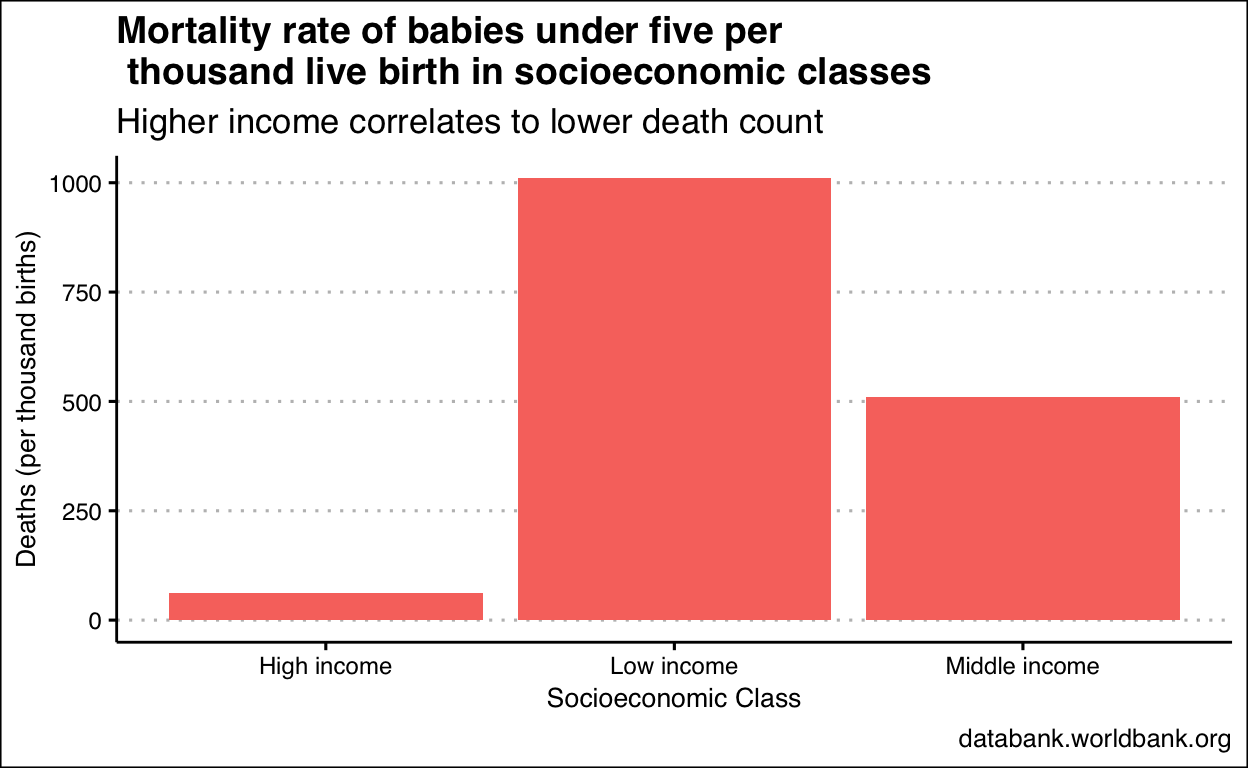 Mortality rate of babies under five per
thousand live birth in socioeconomic classes
Higher income correlates to lower death count
Deaths (per thousand births)
1000
750
500
250
0
High income Low income Middle income
Socioeconomic Class
databank.worldbank.org